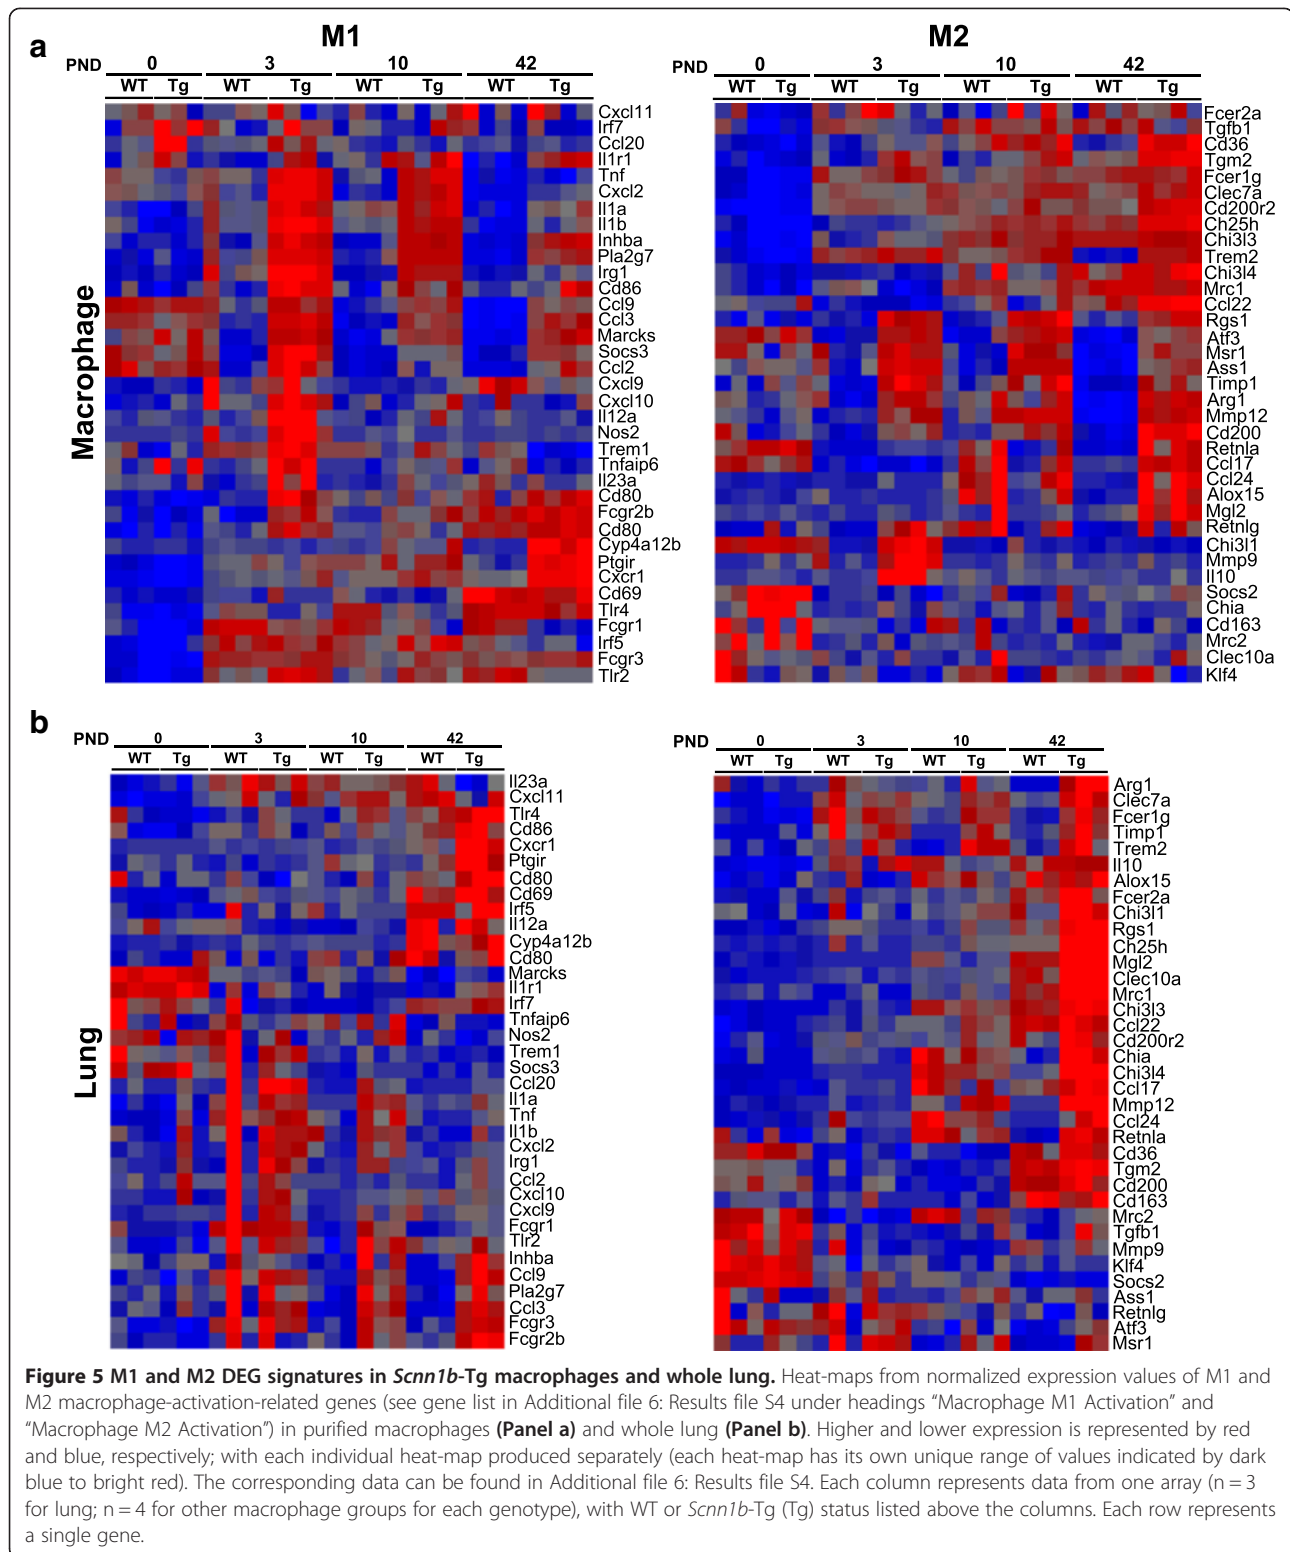 a
M1
M2
PND 0 3 10 42
WT Tg WT Tg WT Tg WT Tg
PND 0 3 10 42
WT Tg WT Tg WT Tg WT Tg
Macrophage
Cxcl11
Irf7
Ccl20
Il1r1
Tnf
Cxcl2
Il1a
Il1b
Inhba
Pla2g7
Irg1
Cd86
Ccl9
Ccl3
Marcks
Socs3
Ccl2
Cxcl9
Cxcl10
Il12a
Nos2
Trem1
Tnfaip6
Il23a
Cd80
Fcgr2b
Cd80
Cyp4a12b
Ptgir
Cxcr1
Cd69
Tlr4
Fcgr1
Irf5
Fcgr3
Tlr2
Fcer2a
Tgfb1
Cd36
Tgm2
Fcer1g
Clec7a
Cd200r2
Ch25h
Chi3l3
Trem2
Chi3l4
Mrc1
Ccl22
Rgs1
Atf3
Msr1
Ass1
Timp1
Arg1
Mmp12
Cd200
Retnla
Ccl17
Ccl24
Alox15
Mgl2
Retnlg
Chi3l1
Mmp9
Il10
Socs2
Chia
Cd163
Mrc2
Clec10a
Klf4
b
PND 0 3 10 42
WT Tg WT Tg WT Tg WT Tg
PND 0 3 10 42
WT Tg WT Tg WT Tg WT Tg
Lung
Il23a
Cxcl11
Tlr4
Cd86
Cxcr1
Ptgir
Cd80
Cd69
Irf5
Il12a
Cyp4a12b
Cd80
Marcks
Il1r1
Irf7
Tnfaip6
Nos2
Trem1
Socs3
Ccl20
Il1a
Tnf
Il1b
Cxcl2
Irg1
Ccl2
Cxcl10
Cxcl9
Fcgr1
Tlr2
Inhba
Ccl9
Pla2g7
Ccl3
Fcgr3
Fcgr2b
Arg1
Clec7a
Fcer1g
Timp1
Trem2
Il10
Alox15
Fcer2a
Chi3l1
Rgs1
Ch25h
Mgl2
Clec10a
Mrc1
Chi3l3
Ccl22
Cd200r2
Chia
Chi3l4
Ccl17
Mmp12
Ccl24
Retnla
Cd36
Tgm2
Cd200
Cd163
Mrc2
Tgfb1
Mmp9
Klf4
Socs2
Ass1
Retnlg
Atf3
Msr1
Figure 5 M1 and M2 DEG signatures in Scnn1b-Tg macrophages and whole lung. Heat-maps from normalized expression values of M1 and
M2 macrophage-activation-related genes (see gene list in Additional file 6: Results file S4 under headings “Macrophage M1 Activation” and
“Macrophage M2 Activation”) in purified macrophages (Panel a) and whole lung (Panel b). Higher and lower expression is represented by red
and blue, respectively; with each individual heat-map produced separately (each heat-map has its own unique range of values indicated by dark
blue to bright red). The corresponding data can be found in Additional file 6: Results file S4. Each column represents data from one array (n = 3
for lung; n = 4 for other macrophage groups for each genotype), with WT or Scnn1b-Tg (Tg) status listed above the columns. Each row represents
a single gene.